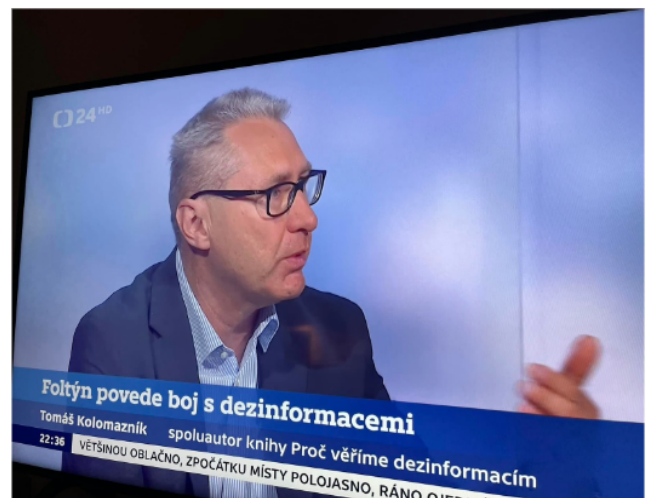 24 HD
Foltýn povede boj s dezinformacemi
Tomáš Kolomazník spoluautor knihy Proč věříme dezinformacím
22:36 VĚTŠINOU OBLAČNO, ZPOČÁTKU MÍSTY POLOJASNO, RÁNO